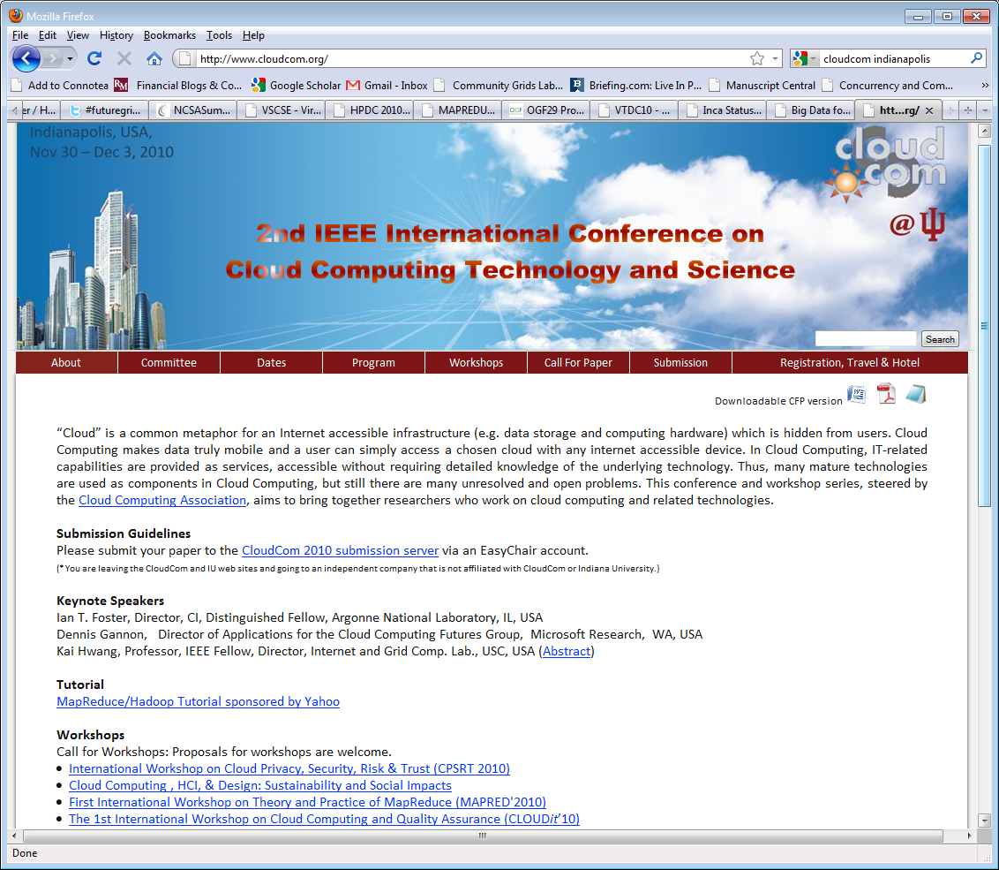 Mozilla Firefox
File Edit View History Bookmarks Tools Help
http://www.cloudcom.org/ cloudcom indianapolis
Add to Connotea RM Financial Blogs & Co... Google Scholar Gmail - Inbox Community Grids Lab... B Briefing.com: Live In P... Manuscript Central Concurrency and Com... »
er / H... #futuregri... NCSASum... VSCSE - Vir... HPDC 2010... MAPREDU... OGF OGF29 Pro... VTDC10 - ... Inca Status... Big Data fo... htt...rg/
Indianapolis, USA,
Nov 30 – Dec 3, 2010
cloud
com
@
2nd IEEE International Conference on
Cloud Computing Technology and Science
Search
About Committee Dates Program Workshops Call For Paper Submission Registration, Travel & Hotel
Downloadable CFP version
“Cloud” is a common metaphor for an Internet accessible infrastructure (e.g. data storage and computing hardware) which is hidden from users. Cloud
Computing makes data truly mobile and a user can simply access a chosen cloud with any internet accessible device. In Cloud Computing, IT-related
capabilities are provided as services, accessible without requiring detailed knowledge of the underlying technology. Thus, many mature technologies
are used as components in Cloud Computing, but still there are many unresolved and open problems. This conference and workshop series, steered by
the Cloud Computing Association, aims to bring together researchers who work on cloud computing and related technologies.
Submission Guidelines
Please submit your paper to the CloudCom 2010 submission server via an EasyChair account.
(* You are leaving the CloudCom and IU web sites and going to an independent company that is not affiliated with CloudCom or Indiana University.)
Keynote Speakers
Ian T. Foster, Director, CI, Distinguished Fellow, Argonne National Laboratory, IL, USA
Dennis Gannon, Director of Applications for the Cloud Computing Futures Group, Microsoft Research, WA, USA
Kai Hwang, Professor, IEEE Fellow, Director, Internet and Grid Comp. Lab., USC, USA (Abstract)
Tutorial
MapReduce/Hadoop Tutorial sponsored by Yahoo
Workshops
Call for Workshops: Proposals for workshops are welcome.
• International Workshop on Cloud Privacy, Security, Risk & Trust (CPSRT 2010)
• Cloud Computing , HCI, & Design: Sustainability and Social Impacts
• First International Workshop on Theory and Practice of MapReduce (MAPRED'2010)
• The 1st International Workshop on Cloud Computing and Quality Assurance (CLOUDit’10)
Done